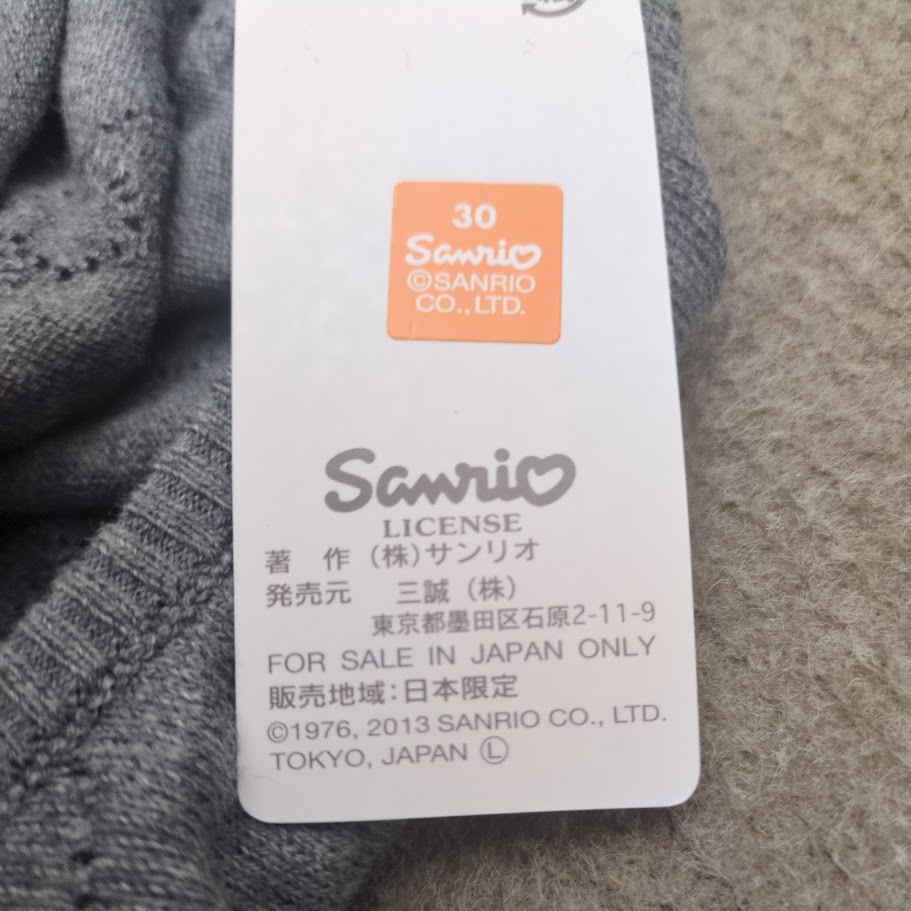 30
Sanrio
©SANRIO
CO.,LTD.
Sanrio
LICENSE
著 作 (株)サンリオ
発売元 三誠(株)
東京都墨田区石原2-11-9
FOR SALE IN JAPAN ONLY
販売地域:日本限定
©1976, 2013 SANRIO CO., LTD.
TOKYO, JAPAN Ⓛ